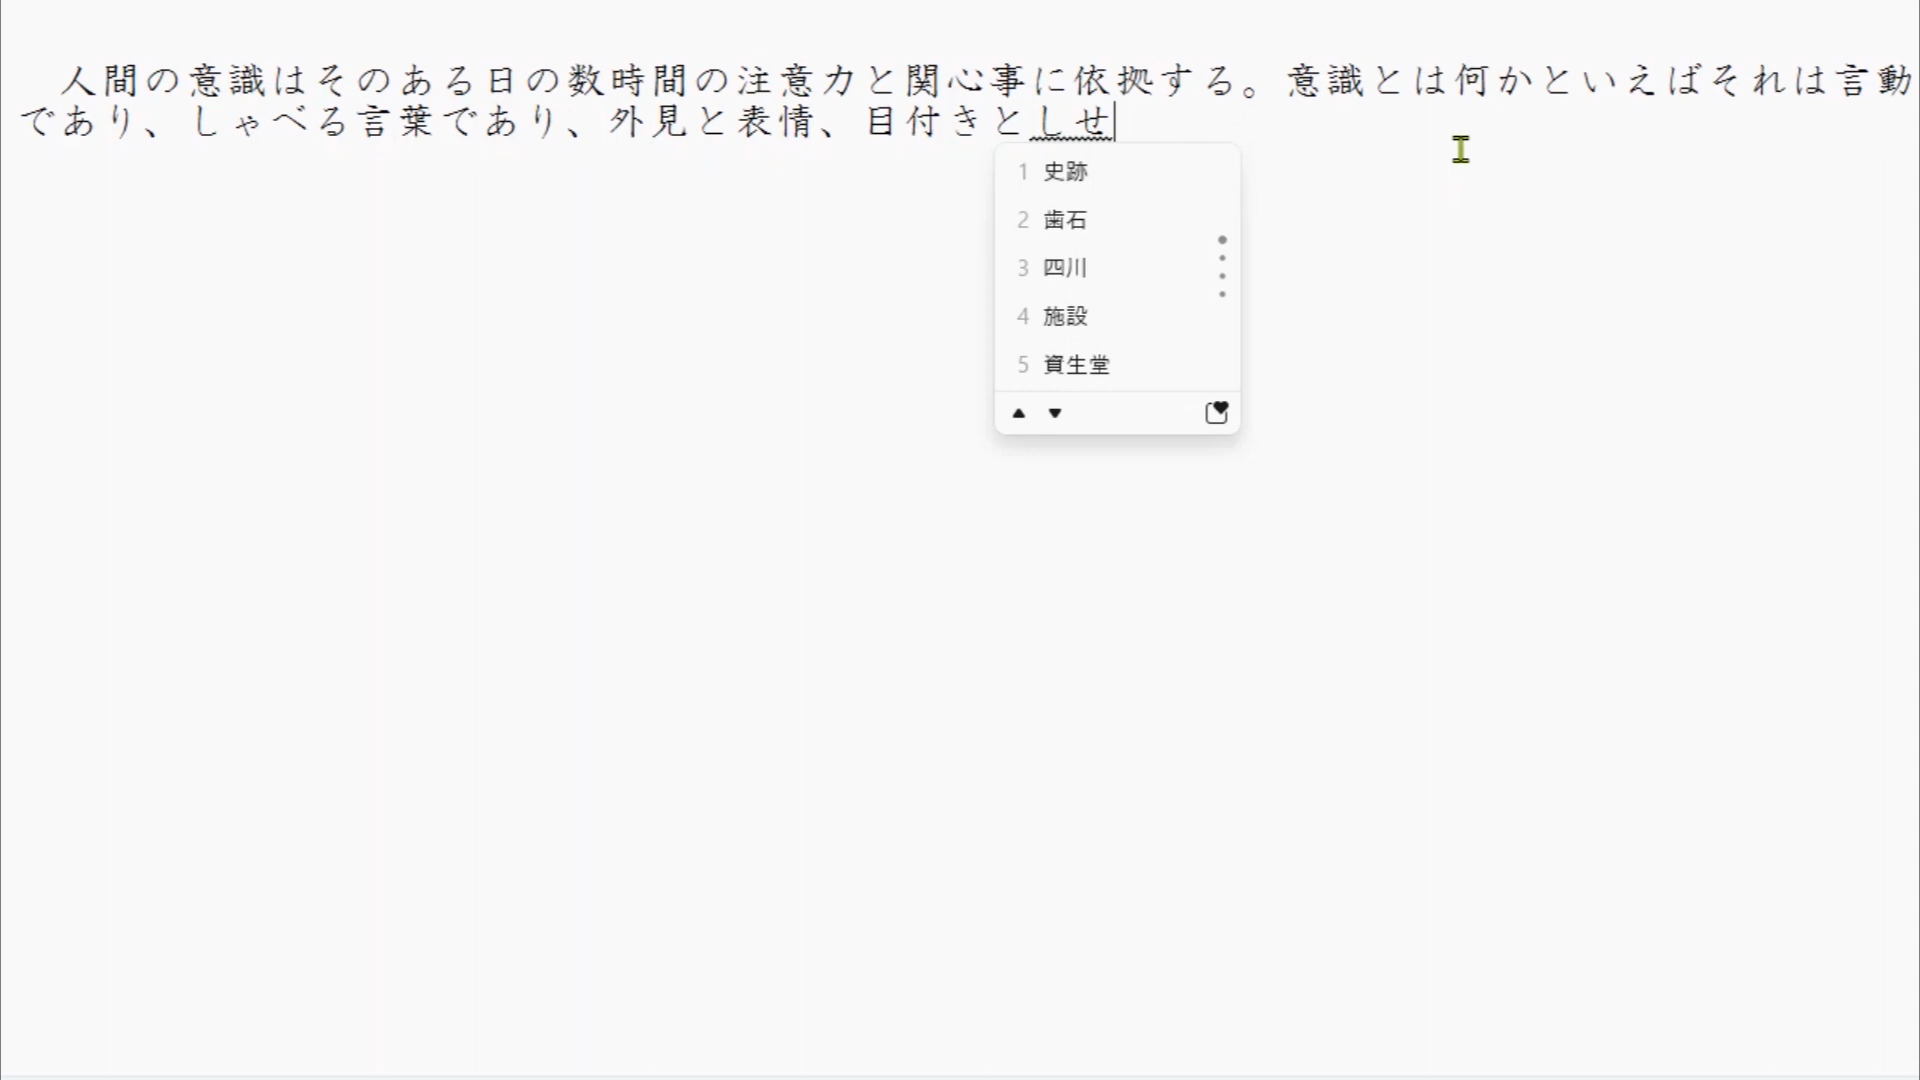 人間の意識はそのある日の数時間の注意力と関心事に依拠する。意識とは何かといえばそれは言動
であり、しゃべる言葉であり、外見と表情、目付きとしせ
1 史跡
2 歯石
3 四川
4 施設
5 資生堂